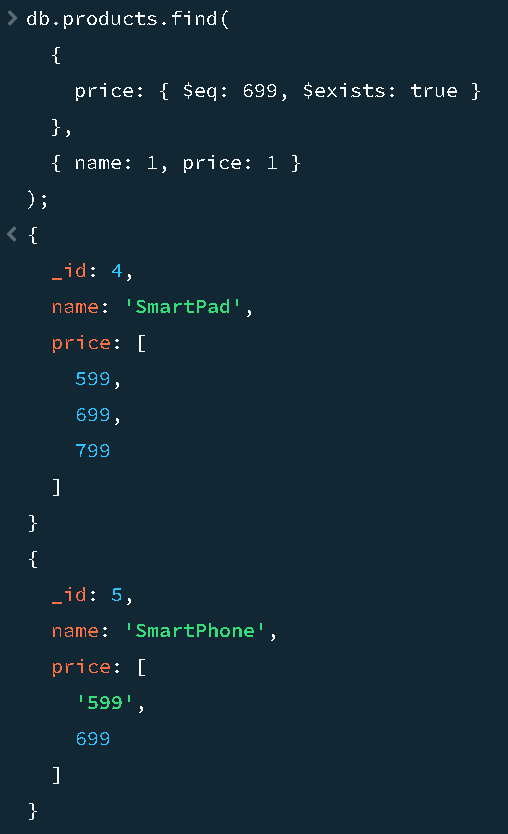 > db.products.find(
{
price: { $eq: 699, $exists: true }
},
{ name: 1, price: 1 }
);
< {
_id: 4,
name: 'SmartPad',
price: [
599,
699,
799
]
}
{
_id: 5,
name: 'SmartPhone',
price: [
'599',
699
]
}